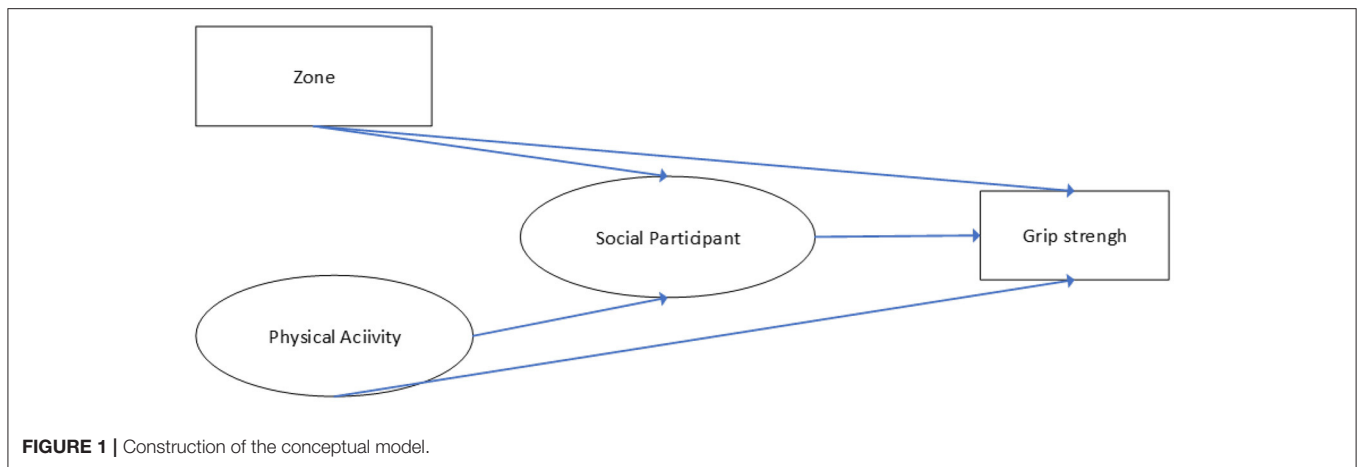 Zone
Social Participant
Grip strengh
Physical Aciivity
FIGURE 1 | Construction of the conceptual model.